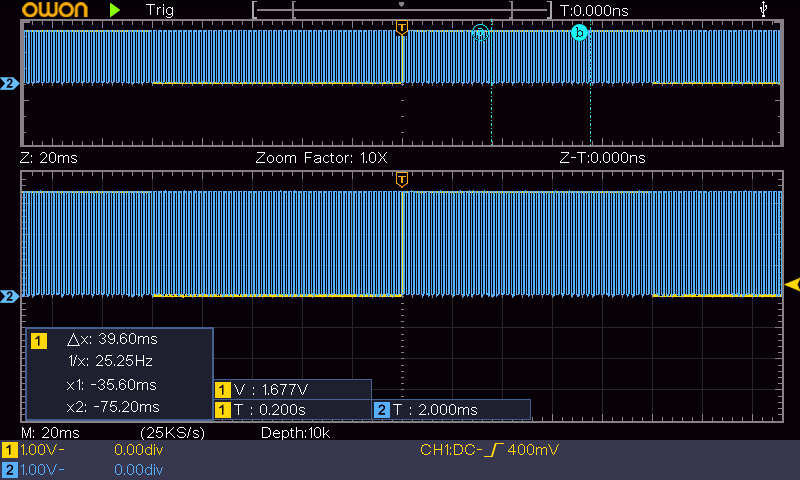 owon Trig T:0.000ns
T
a b
2
Z: 20ms Zoom Factor: 1.0X Z-T:0.000ns
T
2
1 △x: 39.60ms
1/x: 25.25Hz
x1: -35.60ms
x2: -75.20ms
1 V : 1.677V
1 T : 0.200s 2 T : 2.000ms
M: 20ms (25KS/s) Depth:10k
1 1.00V- 0.00div CH1:DC- 400mV
2 1.00V- 0.00div